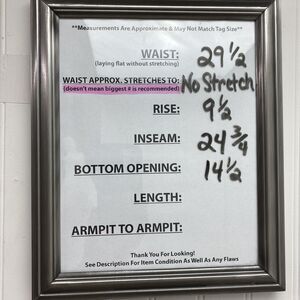 **Measurements Are Approximate & May Not Match Tag Size**
WAIST: 29 1/2
(laying flat without stretching)
WAIST APPROX. STRETCHES TO: No Stretch
(doesn't mean biggest # is recommended)
RISE: 9 1/2
INSEAM: 24 3/4
BOTTOM OPENING: 14 1/2
LENGTH:
ARMPIT TO ARMPIT:
Thank You For Looking!
See Description For Item Condition As Well As Any Flaws